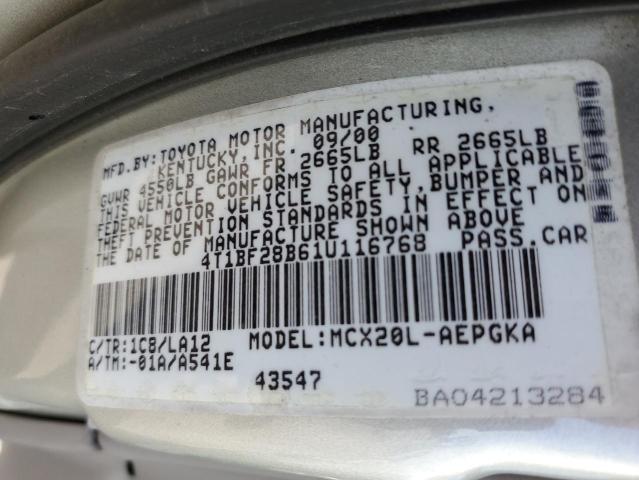 MFD. BY: TOYOTA MOTOR MANUFACTURING,
KENTUCKY, INC. 09/00
GVWR 4550LB GAWR FR 2665LB RR 2665LB
THIS VEHICLE CONFORMS TO ALL APPLICABLE
FEDERAL MOTOR VEHICLE SAFETY, BUMPER AND
THEFT PREVENTION STANDARDS IN EFFECT ON
THE DATE OF MANUFACTURE SHOWN ABOVE
4T1BF28B61U116768 PASS.CAR
C/TR:1C8/LA12 MODEL:MCX20L-AEPGKA
A/TM:-01A/A541E
43547
BA04213284